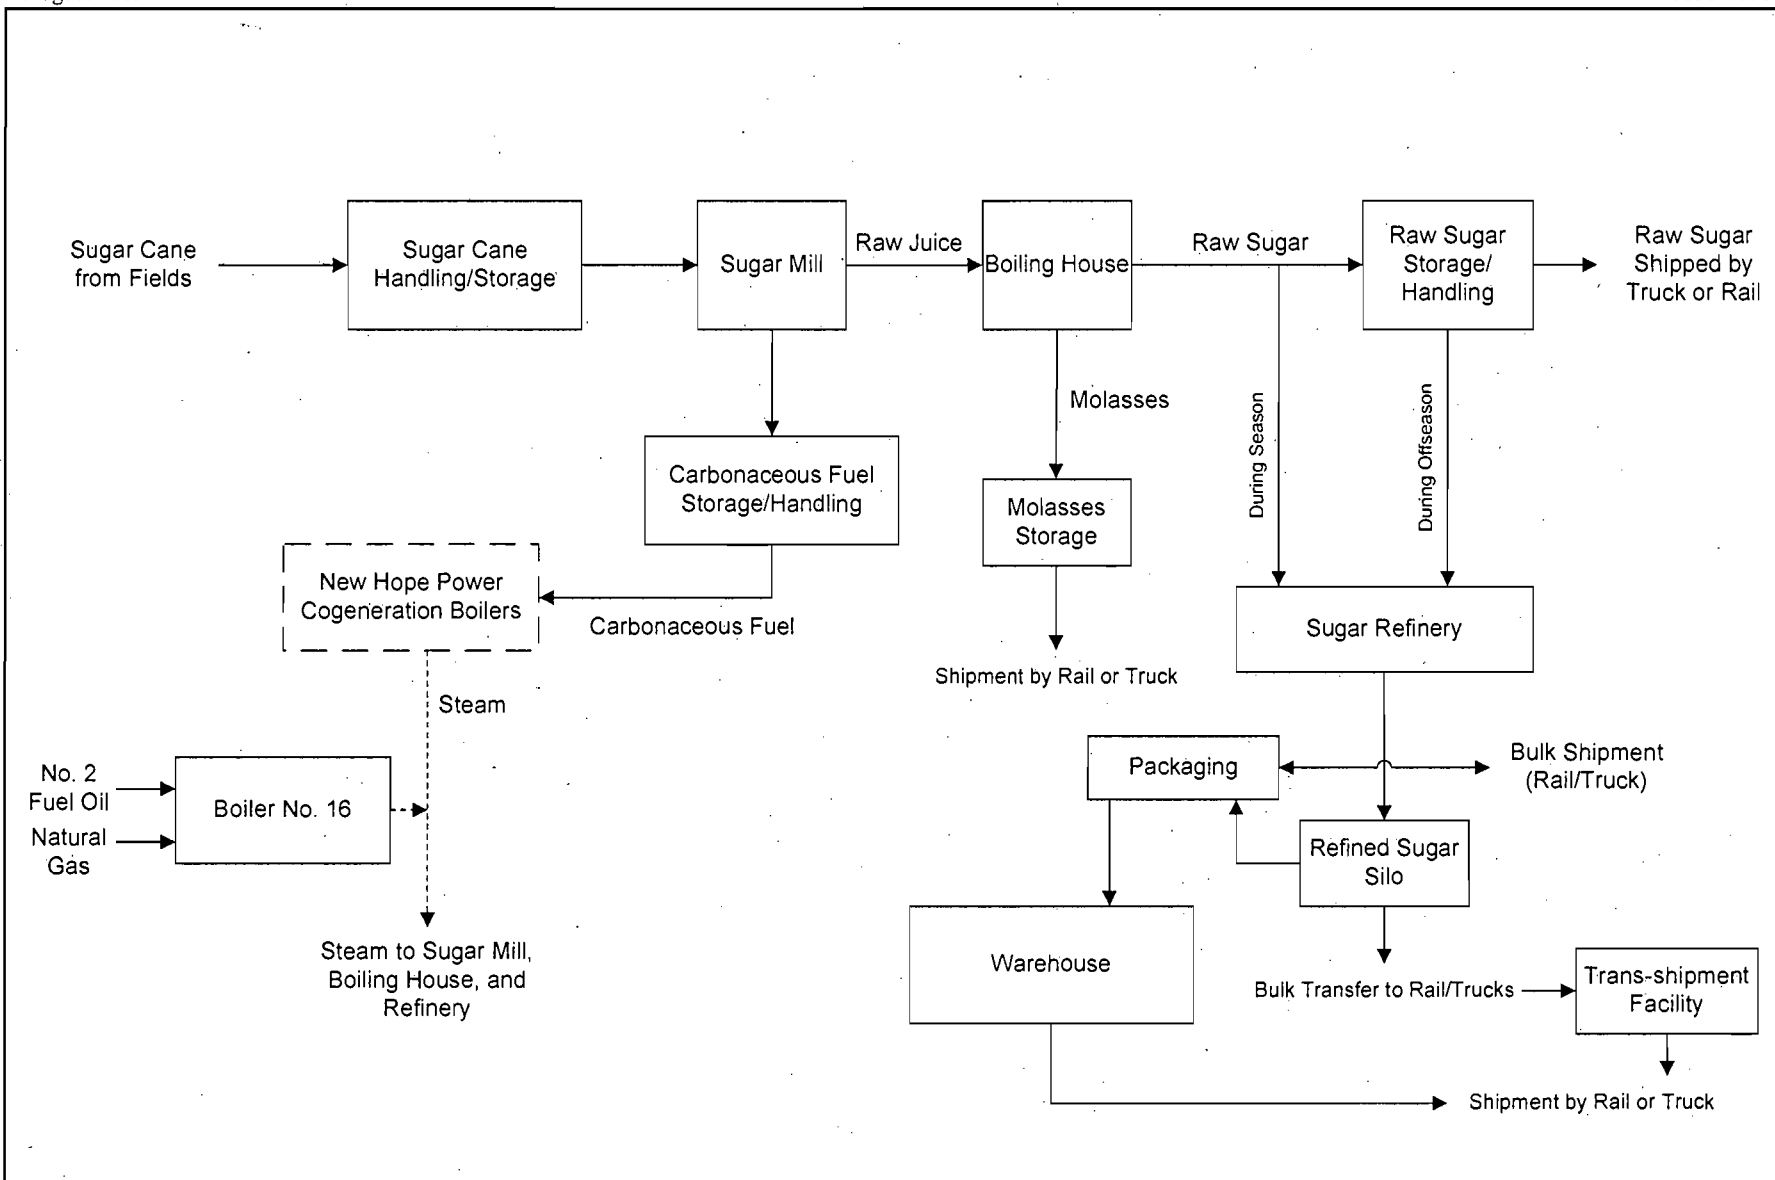 Sugar Cane
from Fields
Sugar Cane
Handling/Storage
Sugar Mill
Raw Juice
Boiling House
Raw Sugar
Raw Sugar
Storage/
Handling
Raw Sugar
Shipped by
Truck or Rail
Molasses
During Season
During Offseason
Carbonaceous Fuel
Storage/Handling
Molasses
Storage
New Hope Power
Cogeneration Boilers
Carbonaceous Fuel
Sugar Refinery
Shipment by Rail or Truck
Steam
No. 2
Fuel Oil
Natural
Gas
Boiler No. 16
Packaging
Bulk Shipment
(Rail/Truck)
Refined Sugar
Silo
Steam to Sugar Mill,
Boiling House, and
Refinery
Warehouse
Bulk Transfer to Rail/Trucks
Trans-shipment
Facility
Shipment by Rail or Truck